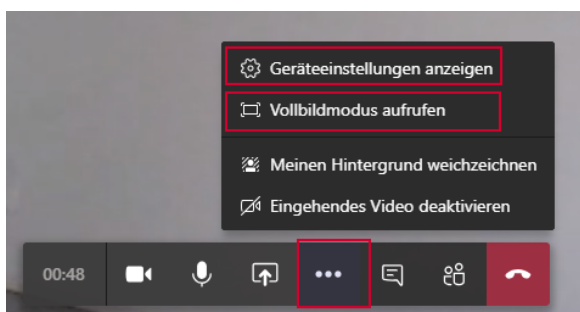 Geräteeinstellungen anzeigen
Vollbildmodus aufrufen
Meinen Hintergrund weichzeichnen
Eingehendes Video deaktivieren
00:48